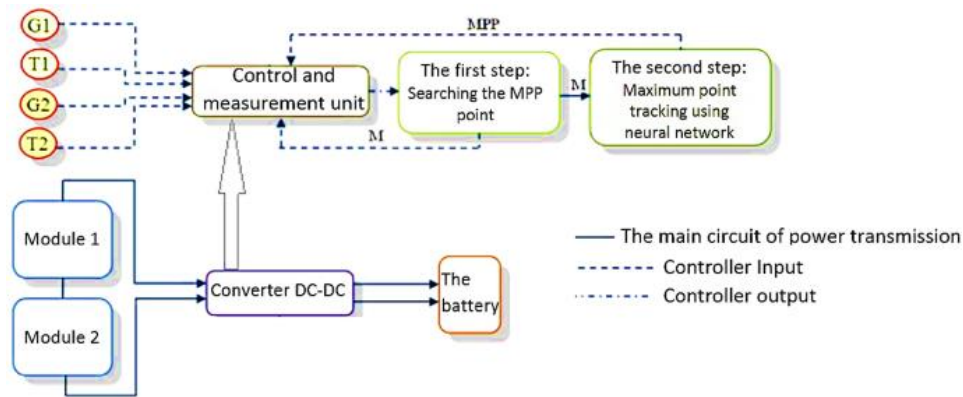 G1
T1
G2
T2
MPP
Control and
measurement unit
The first step:
Searching the MPP
point
M
The second step:
Maximum point
tracking using
neural network
M
Module 1
Module 2
Converter DC-DC
The
battery
The main circuit of power transmission
Controller Input
Controller output